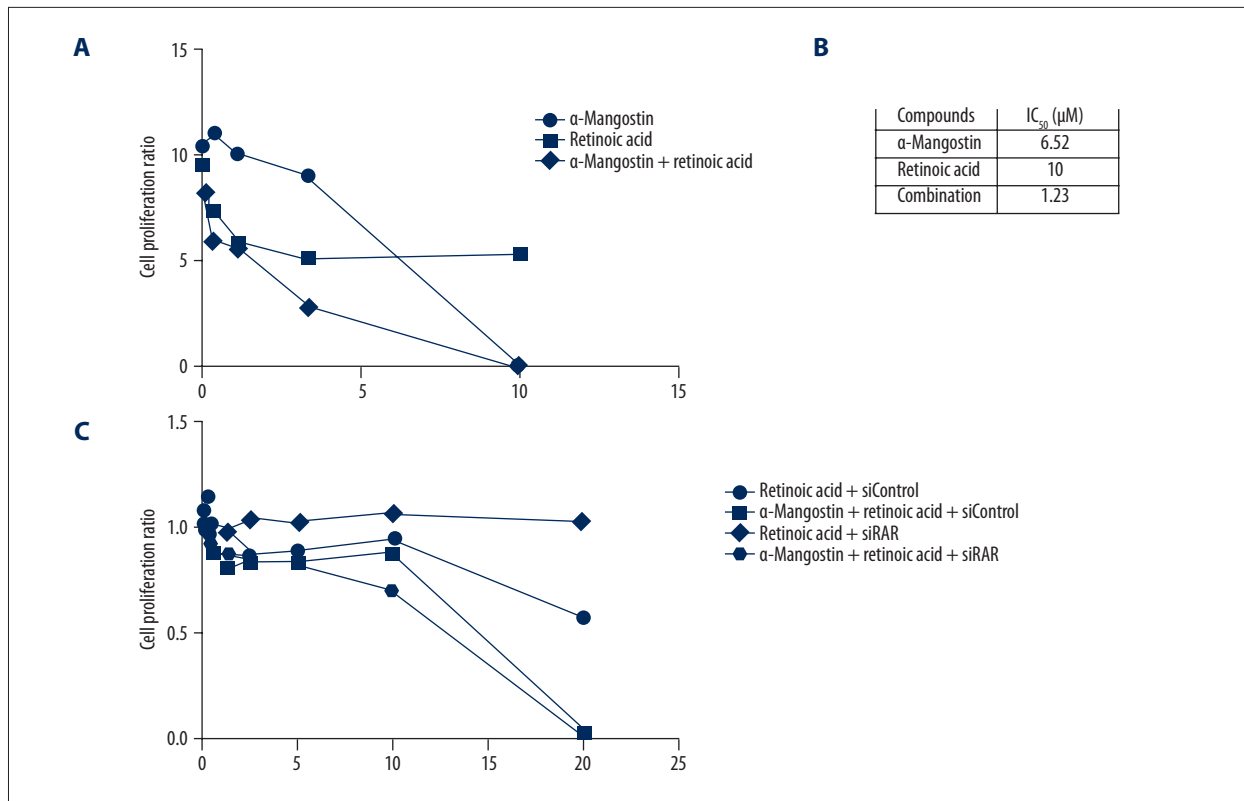 A
Cell proliferation ratio
15
10
5
0
0
5
10
15
α-Mangostin
Retinoic acid
α-Mangostin + retinoic acid
B
Compounds IC50 (µM)
α-Mangostin 6.52
Retinoic acid 10
Combination 1.23
C
Cell proliferation ratio
1.5
1.0
0.5
0.0
0
5
10
15
20
25
Retinoic acid + siControl
α-Mangostin + retinoic acid + siControl
Retinoic acid + siRAR
α-Mangostin + retinoic acid + siRAR